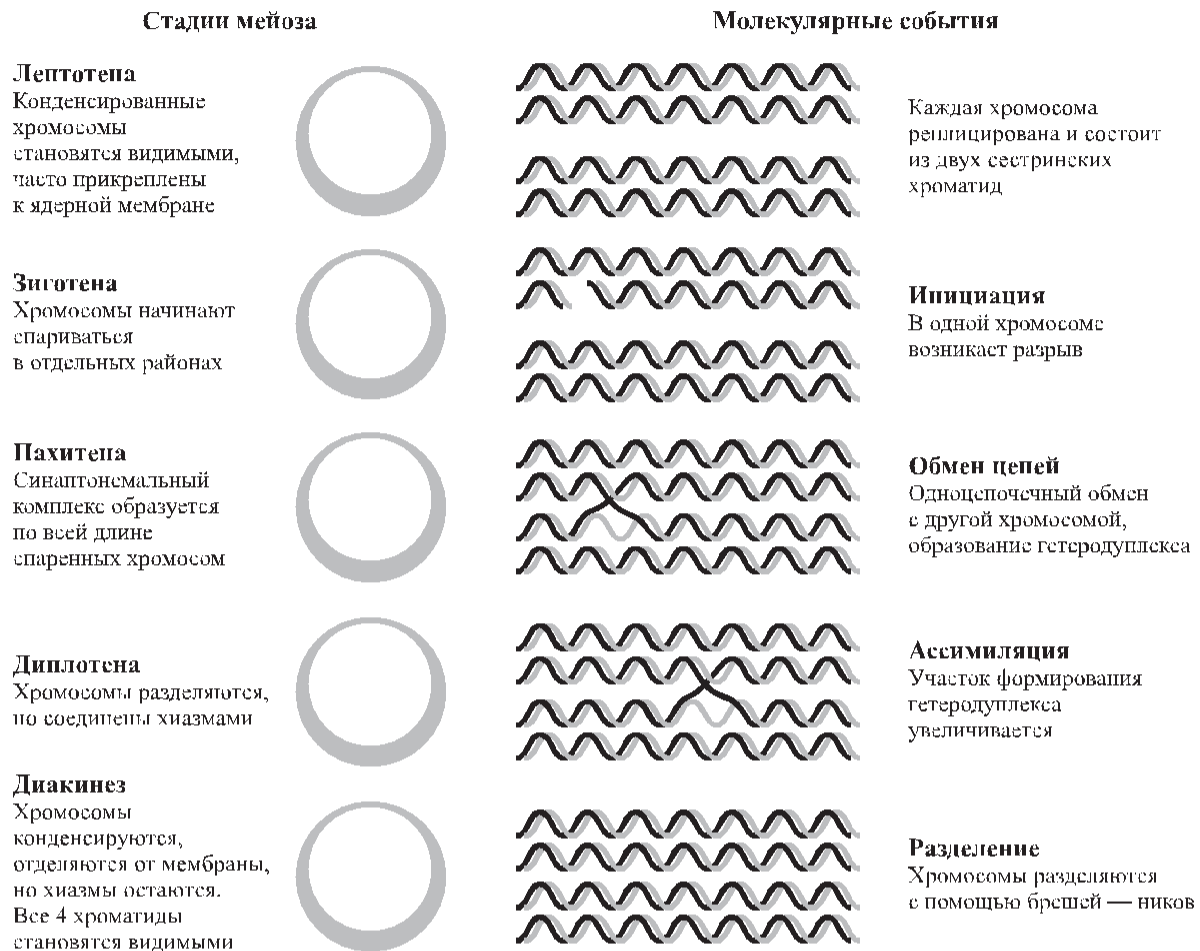 Стадии мейоза
Молекулярные события
Лептотена
Конденсированные
хромосомы
становятся видимыми,
часто прикреплены
к ядерной мембране
Каждая хромосома
реплицирована и состоит
из двух сестринских
хроматид
Зиготена
Хромосомы начинают
спариваться
в отдельных районах
Инициация
В одной хромосоме
возникает разрыв
Пахитена
Синаптонемальный
комплекс образуется
по всей длине
спаренных хромосом
Обмен цепей
Одноцепочечный обмен
с другой хромосомой,
образование гетеродуплекса
Диплотена
Хромосомы разделяются,
но соединены хиазмами
Ассимиляция
Участок формирования
гетеродуплекса
увеличивается
Диакинез
Хромосомы
конденсируются,
отделяются от мембраны,
но хиазмы остаются.
Все 4 хроматиды
становятся видимыми
Разделение
Хромосомы разделяются
с помощью брешей — ников